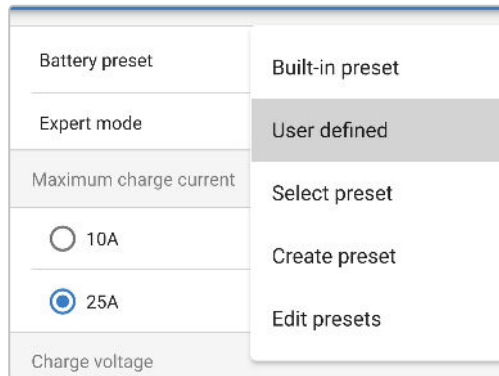 Battery preset
Expert mode
Maximum charge current
10A
25A
Charge voltage
Built-in preset
User defined
Select preset
Create preset
Edit presets